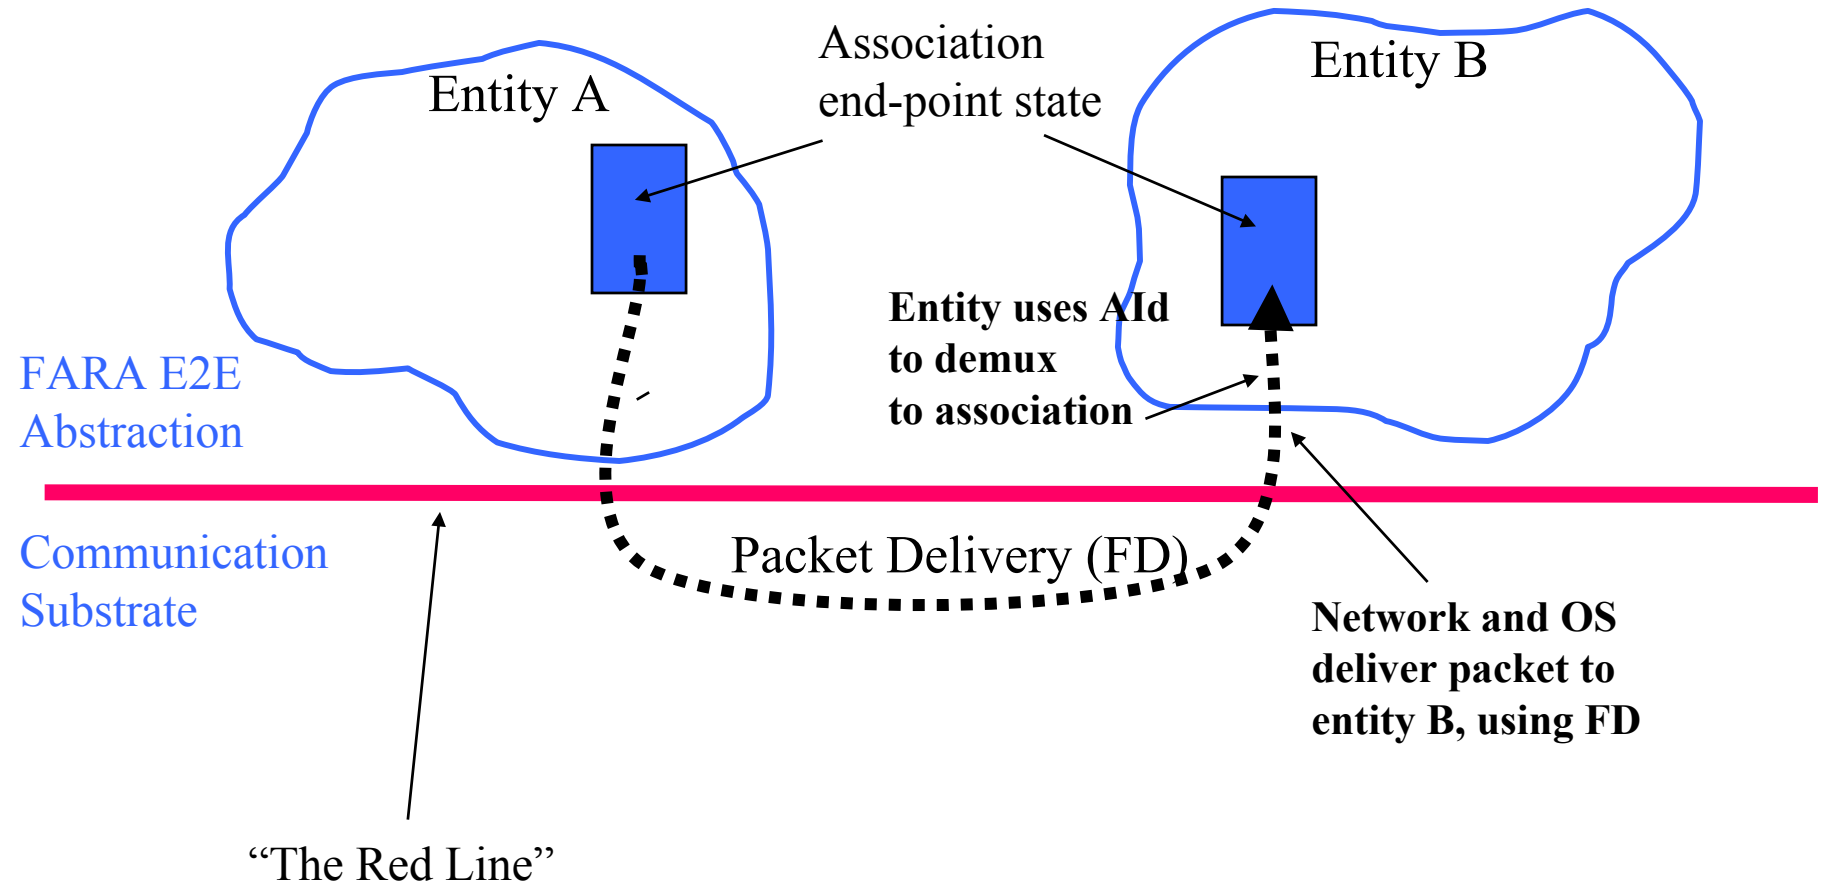 Entity A
Association
end-point state
Entity B
Entity uses AId
to demux
to association
FARA E2E
Abstraction
Communication
Substrate
Packet Delivery (FD)
Network and OS
deliver packet to
entity B, using FD
“The Red Line”